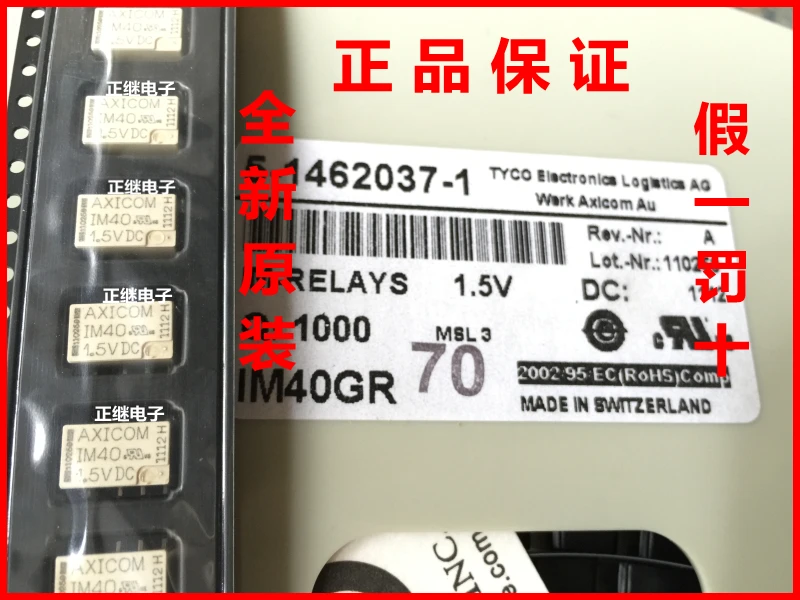 正品保证
全新原装
假一罚十
5-1462037-1
TYCO Electronics Logistics AG
Werk Axicom Au
Rev.-Nr.: A
Lot.-Nr.:
RELAYS 1.5V
DC:
1000
MSL 3
70
IM40GR
2002/95 EC(RoHS)Comp
MADE IN SWITZERLAND
AXICOM
IM40
1.5VDC
1112H
正继电子
AXICOM
IM40
1.5VDC
1112H
正继电子
AXICOM
IM40
1.5VDC
1112H
正继电子
AXICOM
IM40
1.5VDC
1112H
正继电子
AXICOM
IM40
1.5VDC
1112H
AXICOM
IM40
INC.